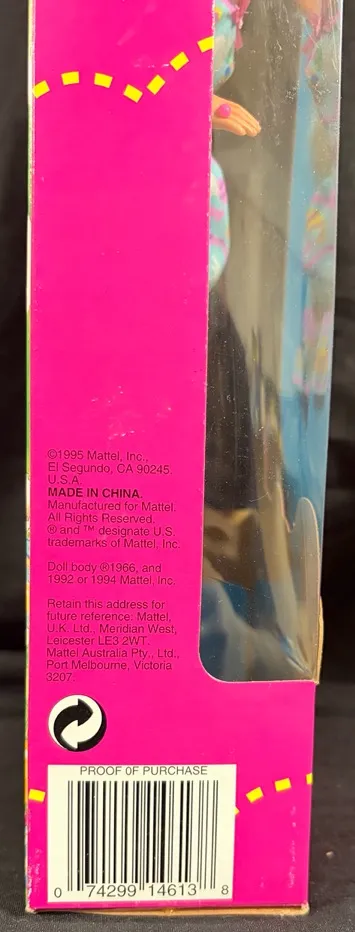 ©1995 Mattel, Inc.,
El Segundo, CA 90245,
U.S.A.
MADE IN CHINA.
Manufactured for Mattel.
All Rights Reserved.
® and ™ designate U.S.
trademarks of Mattel, Inc.
Doll body ®1966, and
1992 or 1994 Mattel, Inc.
Retain this address for
future reference: Mattel,
U.K. Ltd., Meridian West,
Leicester LE3 2WT.
Mattel Australia Pty., Ltd.,
Port Melbourne, Victoria
3207.
PROOF OF PURCHASE
0 74299 14613 8